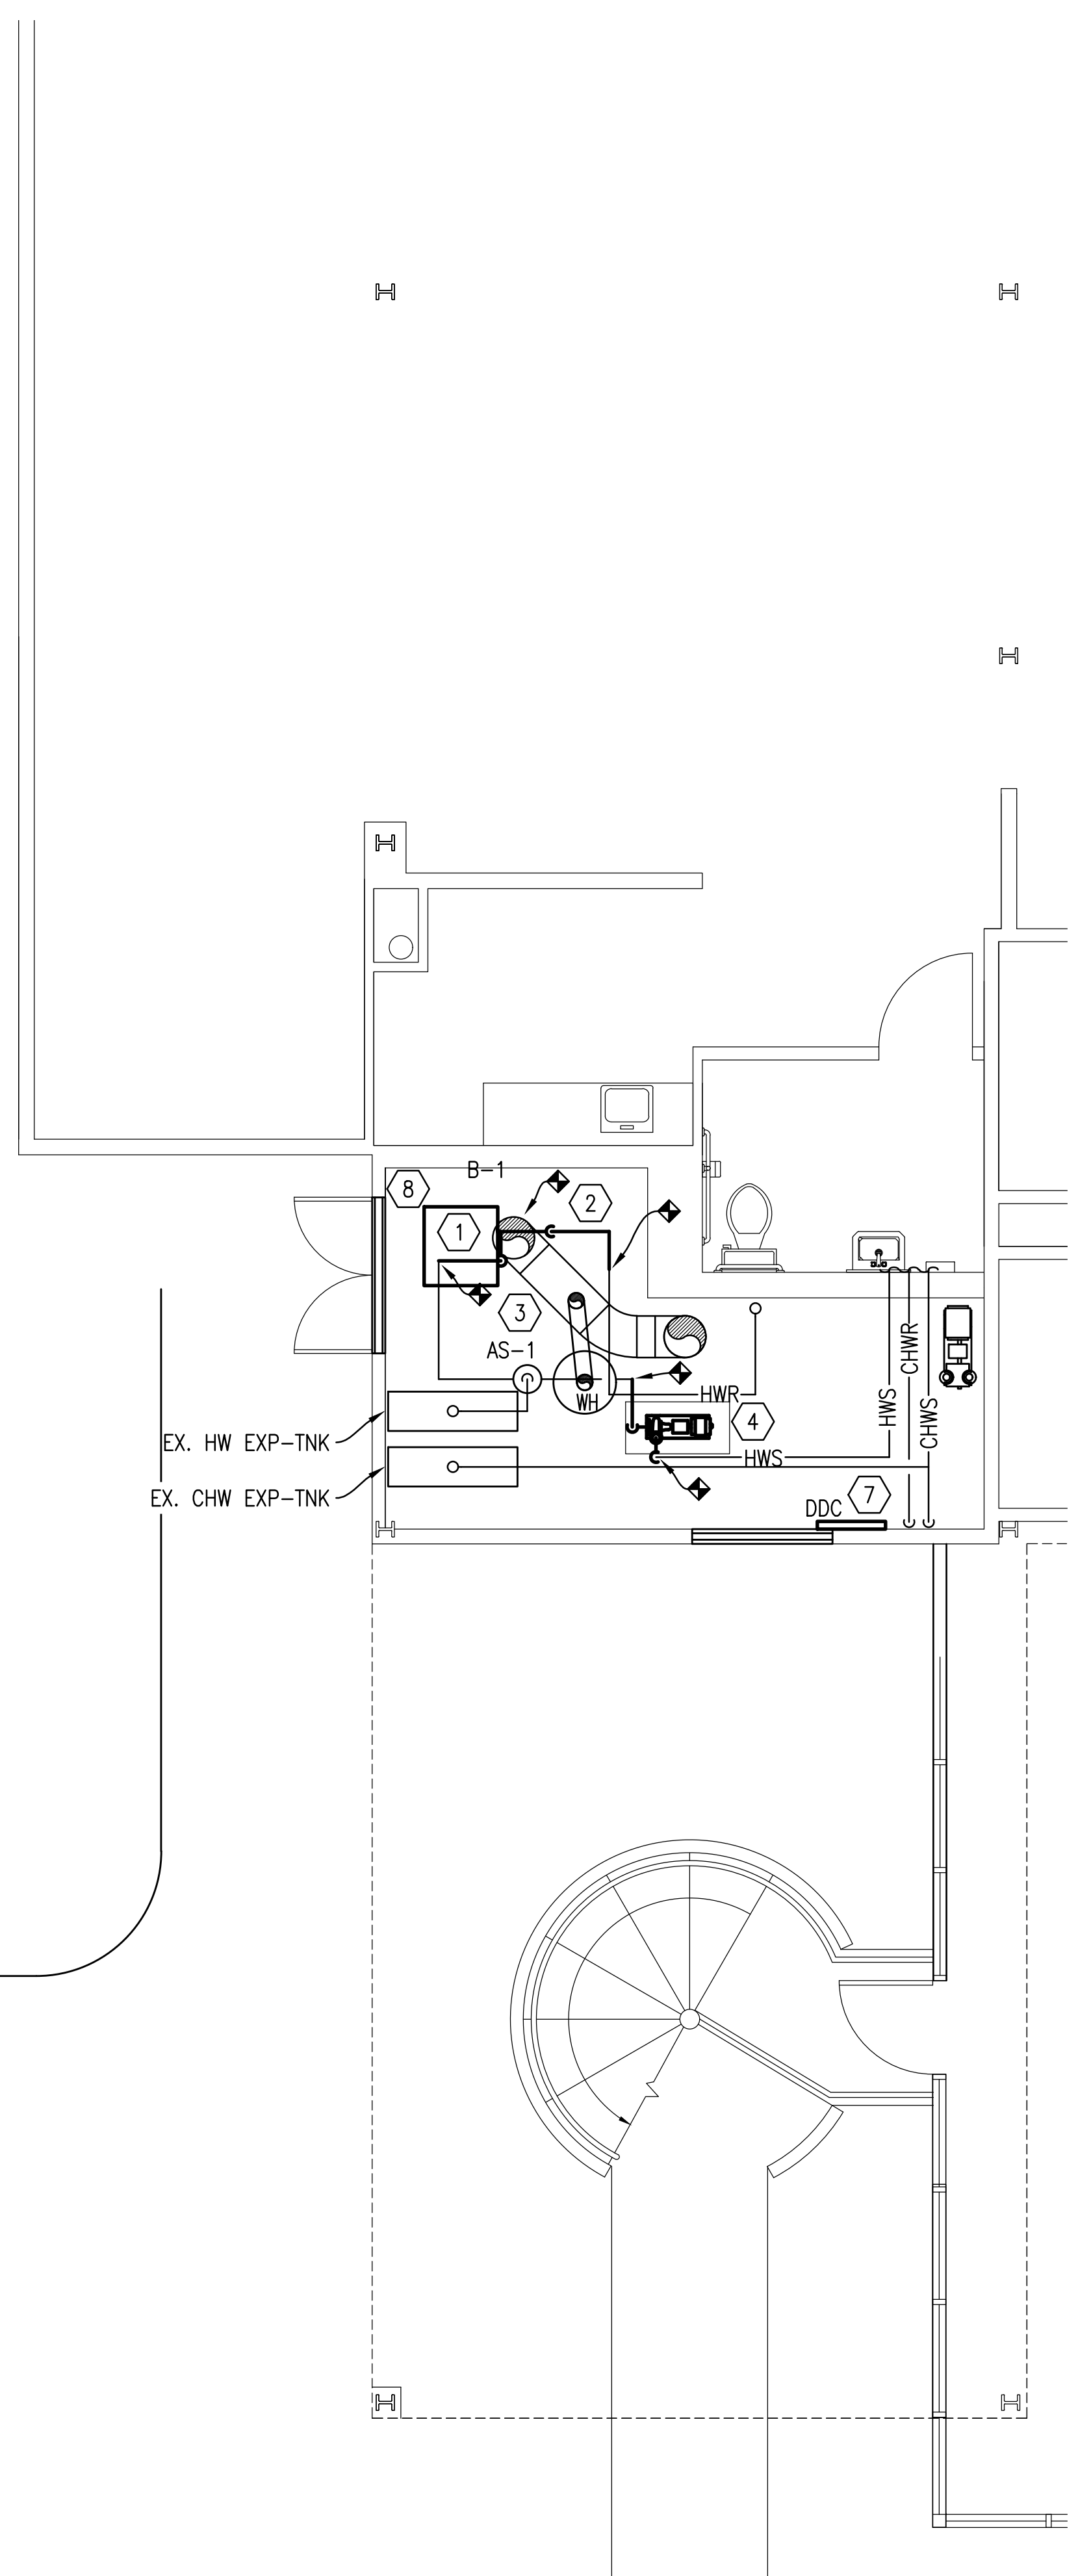 B-1
8
2
1
3
AS-1
CHWR
HWR
HWS
CHWS
WH
4
EX. HW EXP-TNK
HWS
EX. CHW EXP-TNK
7
DDC